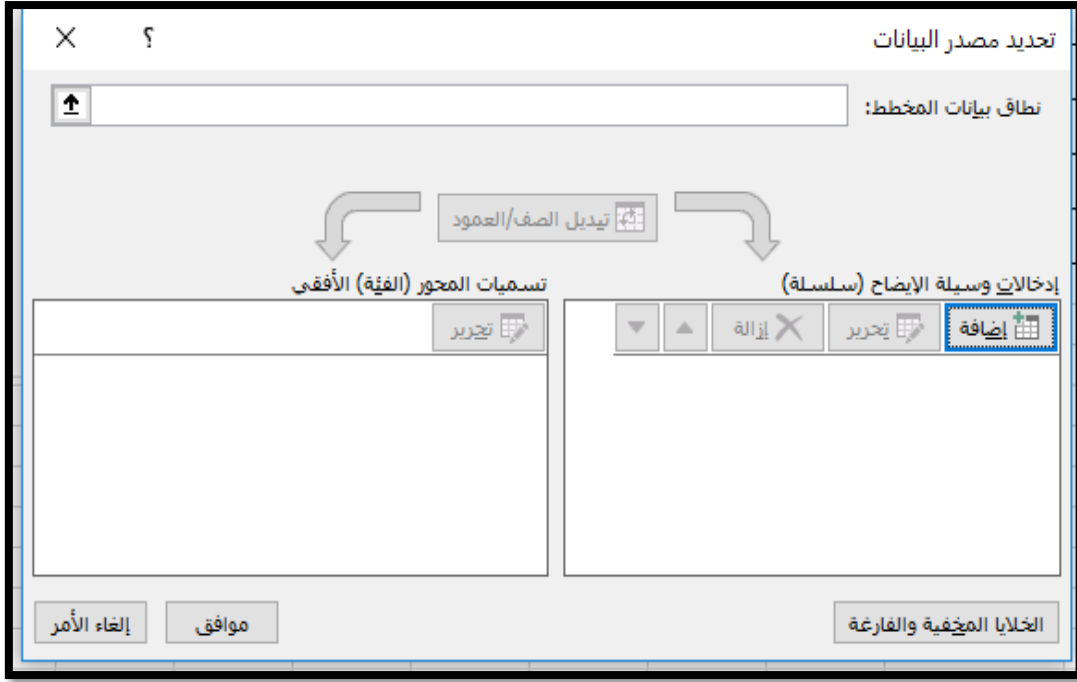 تحديد مصدر البيانات ؟
نطاق بيانات المخطط:
تبديل الصف/العمود
إدخالات وسيلة الإيضاح (سلسلة)
تسميات المحور (الفئة) الأفقي
إضافة تحرير إزالة
تحرير
الخلايا المخفية والفارغة
موافق إلغاء الأمر